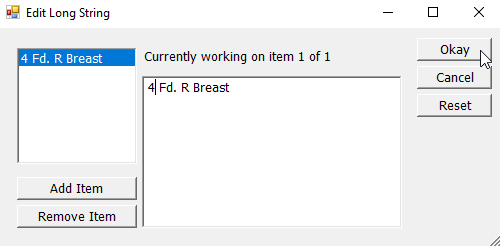 Edit Long String
4 Fd. R Breast
Currently working on item 1 of 1
4 Fd. R Breast
Okay
Cancel
Reset
Add Item
Remove Item